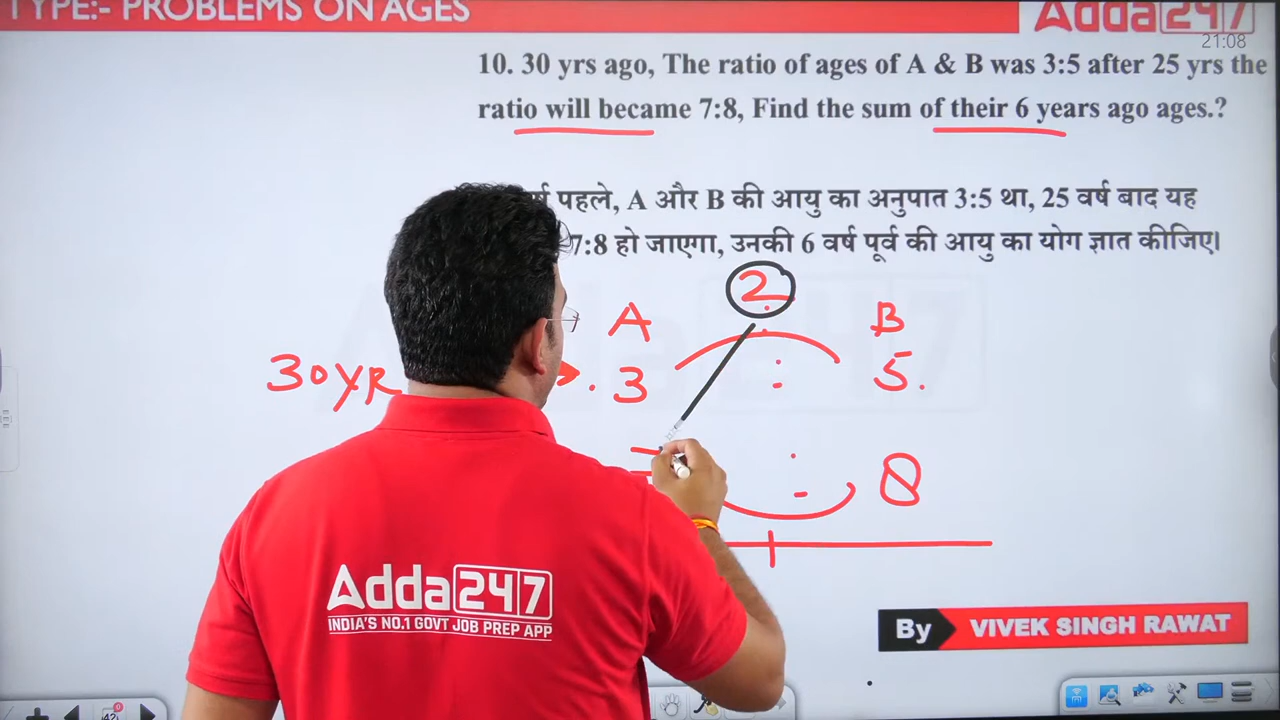 TYPE:- PROBLEMS ON AGES
Adda247
21:08
10. 30 yrs ago, The ratio of ages of A & B was 3:5 after 25 yrs the
ratio will became 7:8, Find the sum of their 6 years ago ages.?
पहले, A और B की आयु का अनुपात 3:5 था, 25 वर्ष बाद यह
7:8 हो जाएगा, उनकी 6 वर्ष पूर्व की आयु का योग ज्ञात कीजिए।
2
A B
30 YR 3 : 5
: 8
Adda247
INDIA'S NO.1 GOVT JOB PREP APP
By VIVEK SINGH RAWAT